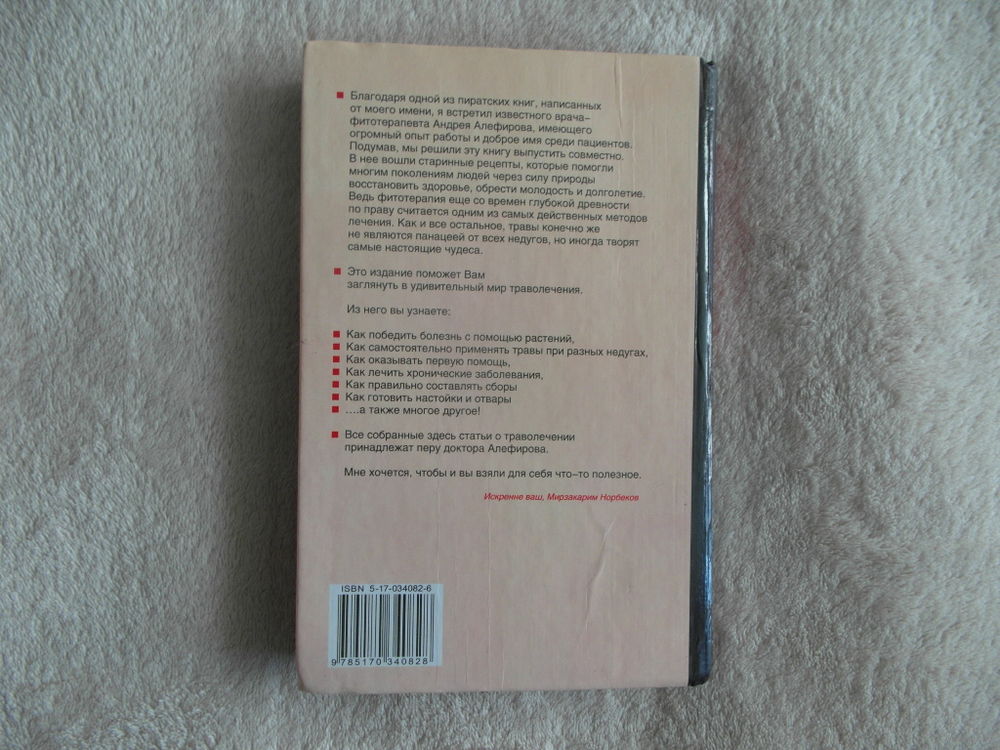 Благодаря одной из пиратских книг, написанных
от моего имени, я встретил известного врача–
фитотерапевта Андрея Алефирова, имеющего
огромный опыт работы и доброе имя среди пациентов.
Подумав, мы решили эту книгу выпустить совместно.
В нее вошли старинные рецепты, которые помогли
многим поколениям людей через силу природы
восстановить здоровье, обрести молодость и долголетие.
Ведь фитотерапия еще со времен глубокой древности
по праву считается одним из самых действенных методов
лечения. Как и все остальное, травы конечно же
не являются панацеей от всех недугов, но иногда творят
самые настоящие чудеса.
Это издание поможет Вам
заглянуть в удивительный мир траволечения.
Из него вы узнаете:
Как победить болезнь с помощью растений,
Как самостоятельно применять травы при разных недугах,
Как оказывать первую помощь,
Как лечить хронические заболевания,
Как правильно составлять сборы
Как готовить настойки и отвары
....а также многое другое!
Все собранные здесь статьи о траволечении
принадлежат перу доктора Алефирова.
Мне хочется, чтобы и вы взяли для себя что–то полезное.
Искренне ваш, Мирзакарим Норбеков
ISBN 5-17-034082-6
9 785170 340828